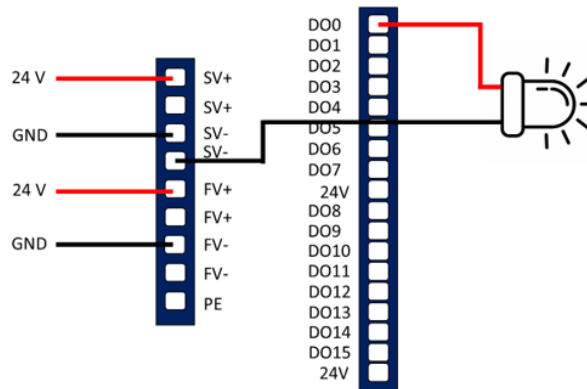 24 V
GND
24 V
GND
SV+
SV+
SV-
SV-
FV+
FV+
FV-
FV-
PE
DO0
DO1
DO2
DO3
DO4
DO5
DO6
DO7
24V
DO8
DO9
DO10
DO11
DO12
DO13
DO14
DO15
24V